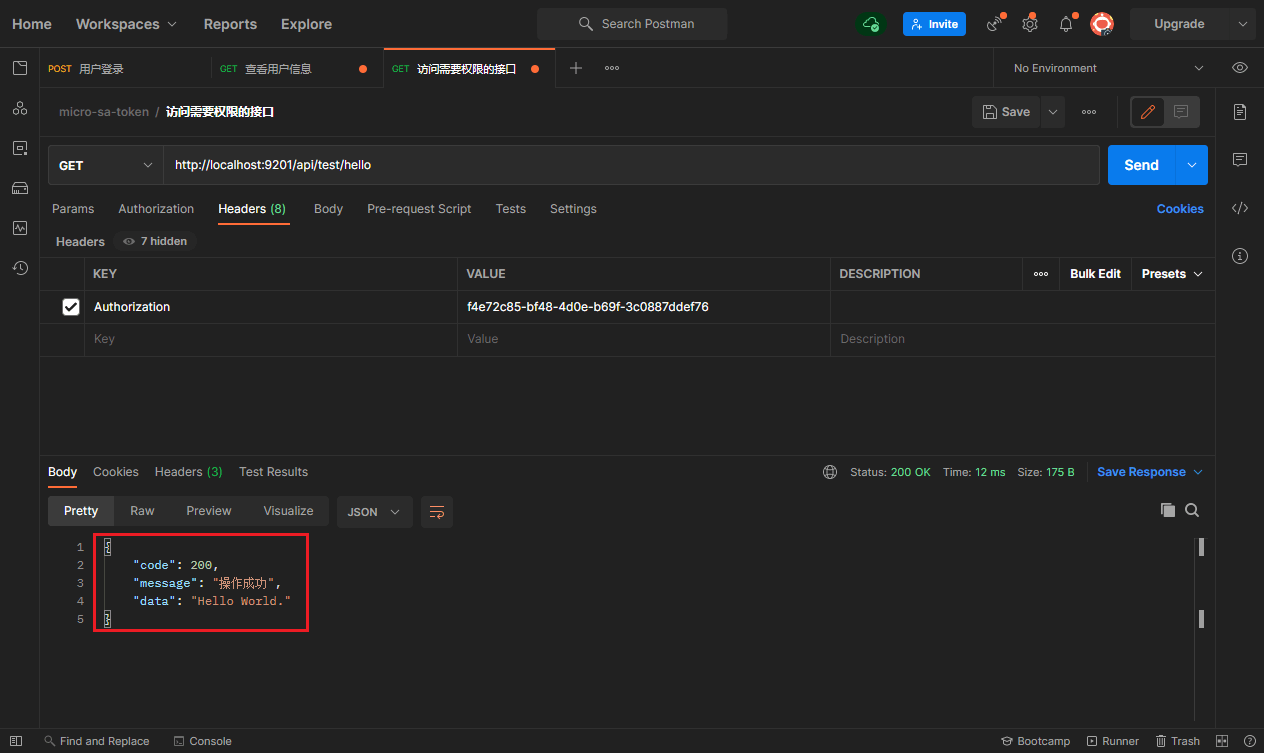 Home Workspaces Reports Explore Search Postman Invite Upgrade
POST 用户登录 GET 查看用户信息 GET 访问需要权限的接口 No Environment
micro-sa-token / 访问需要权限的接口 Save
GET http://localhost:9201/api/test/hello Send
Params Authorization Headers (8) Body Pre-request Script Tests Settings Cookies
Headers 7 hidden
KEY VALUE DESCRIPTION Bulk Edit Presets
Authorization f4e72c85-bf48-4d0e-b69f-3c0887ddef76
Key Value Description
Body Cookies Headers (3) Test Results Status: 200 OK Time: 12 ms Size: 175 B Save Response
Pretty Raw Preview Visualize JSON
1 {
2 "code": 200,
3 "message": "操作成功",
4 "data": "Hello World."
5 }
Find and Replace Console Bootcamp Runner Trash